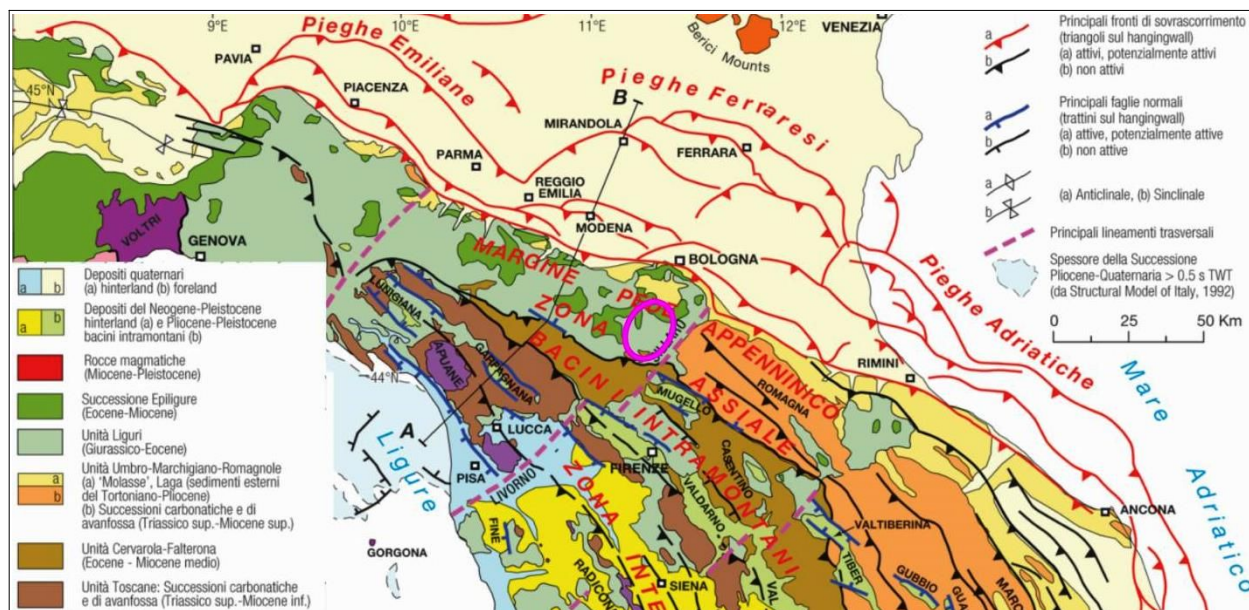 9°E
10°E
11°E
12°E
45°N
44°N
PAVIA
PIACENZA
PARMA
REGGIO
EMILIA
MODENA
MIRANDOLA
FERRARA
BOLOGNA
VENEZIA
Berici Mounts
Pieghe Emiliane
Pieghe Ferraresi
Pieghe Adriatiche
B
A
VOLTRI
GENOVA
MARGINE
APPENNINICO
ZONA
ASSIALE
BACINI INTRAMONTANI
ZONA
INTE
LUNIGIANA
APUANE
GARFAGNANA
LUCCA
PISA
LIVORNO
FINE
RADICON
GORGONA
MUGELLO
FIRENZE
ROMAGNA
CASENTINO
VALDARNO
SIENA
VAL
RIMINI
VALTIBERINA
TIBER
GUBBIO
GUA
MARC
ANCONA
Ligure
Mare
Adriatico
a
b
Principali fronti di sovrascorrimento
(triangoli sul hangingwall)
(a) attivi, potenzialmente attivi
(b) non attivi
a
b
Principali faglie normali
(trattini sul hangingwall)
(a) attive, potenzialmente attive
(b) non attive
a
b
(a) Anticlinale, (b) Sinclinale
Principali lineamenti trasversali
Spessore della Successione
Pliocene-Quaternaria > 0.5 s TWT
(da Structural Model of Italy, 1992)
0
25
50 Km
a
b
Depositi quaternari
(a) hinterland (b) foreland
a
b
Depositi del Neogene-Pleistocene
hinterland (a) e Pliocene-Pleistocene
bacini intramontani (b)
Rocce magmatiche
(Miocene-Pleistocene)
Successione Epiligure
(Eocene-Miocene)
Unità Liguri
(Giurassico-Eocene)
a
b
Unità Umbro-Marchigiano-Romagnole
(a) 'Molasse', Laga (sedimenti esterni
del Tortoniano-Pliocene)
(b) Successioni carbonatiche e di
avanfossa (Triassico sup.-Miocene sup.)
Unità Cervarola-Falterona
(Eocene - Miocene medio)
Unità Toscane: Successioni carbonatiche
e di avanfossa (Triassico sup.-Miocene inf.)